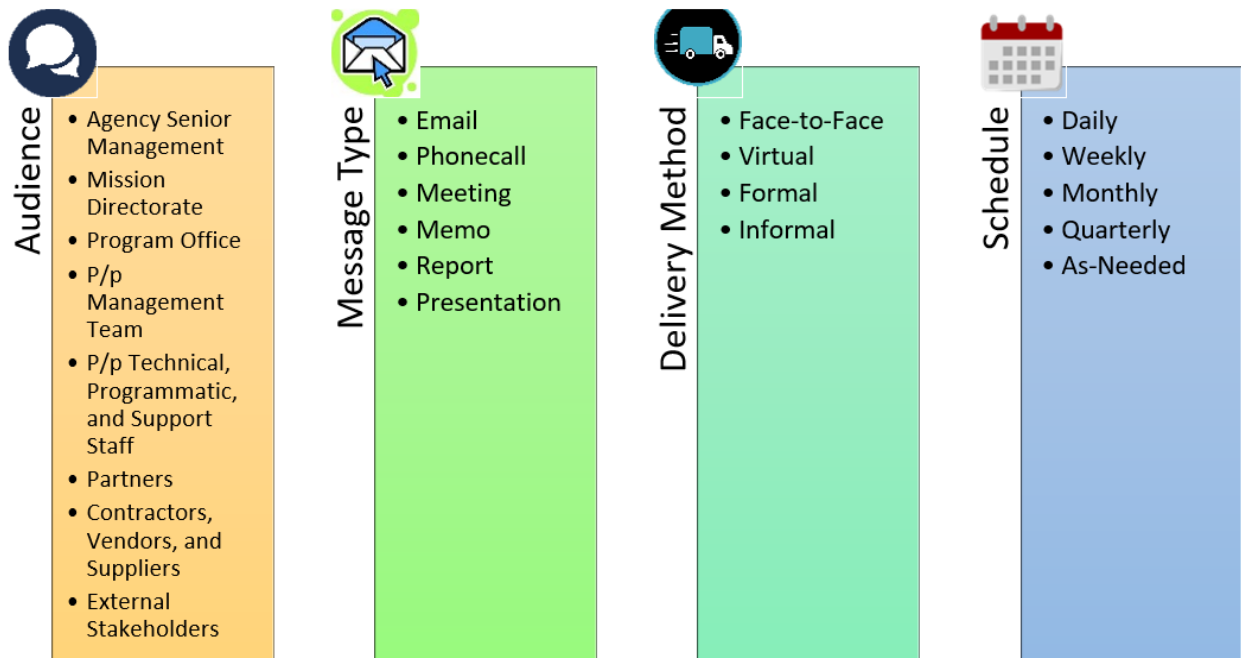 Audience
• Agency Senior
Management
• Mission
Directorate
• Program Office
• P/p
Management
Team
• P/p Technical,
Programmatic,
and Support
Staff
• Partners
• Contractors,
Vendors, and
Suppliers
• External
Stakeholders
Message Type
• Email
• Phonecall
• Meeting
• Memo
• Report
• Presentation
Delivery Method
• Face-to-Face
• Virtual
• Formal
• Informal
Schedule
• Daily
• Weekly
• Monthly
• Quarterly
• As-Needed